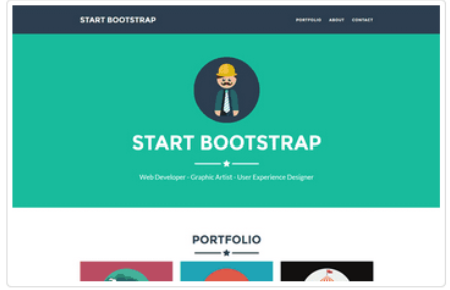 START BOOTSTRAP
PORTFOLIO ABOUT CONTACT
START BOOTSTRAP
Web Developer - Graphic Artist - User Experience Designer
PORTFOLIO